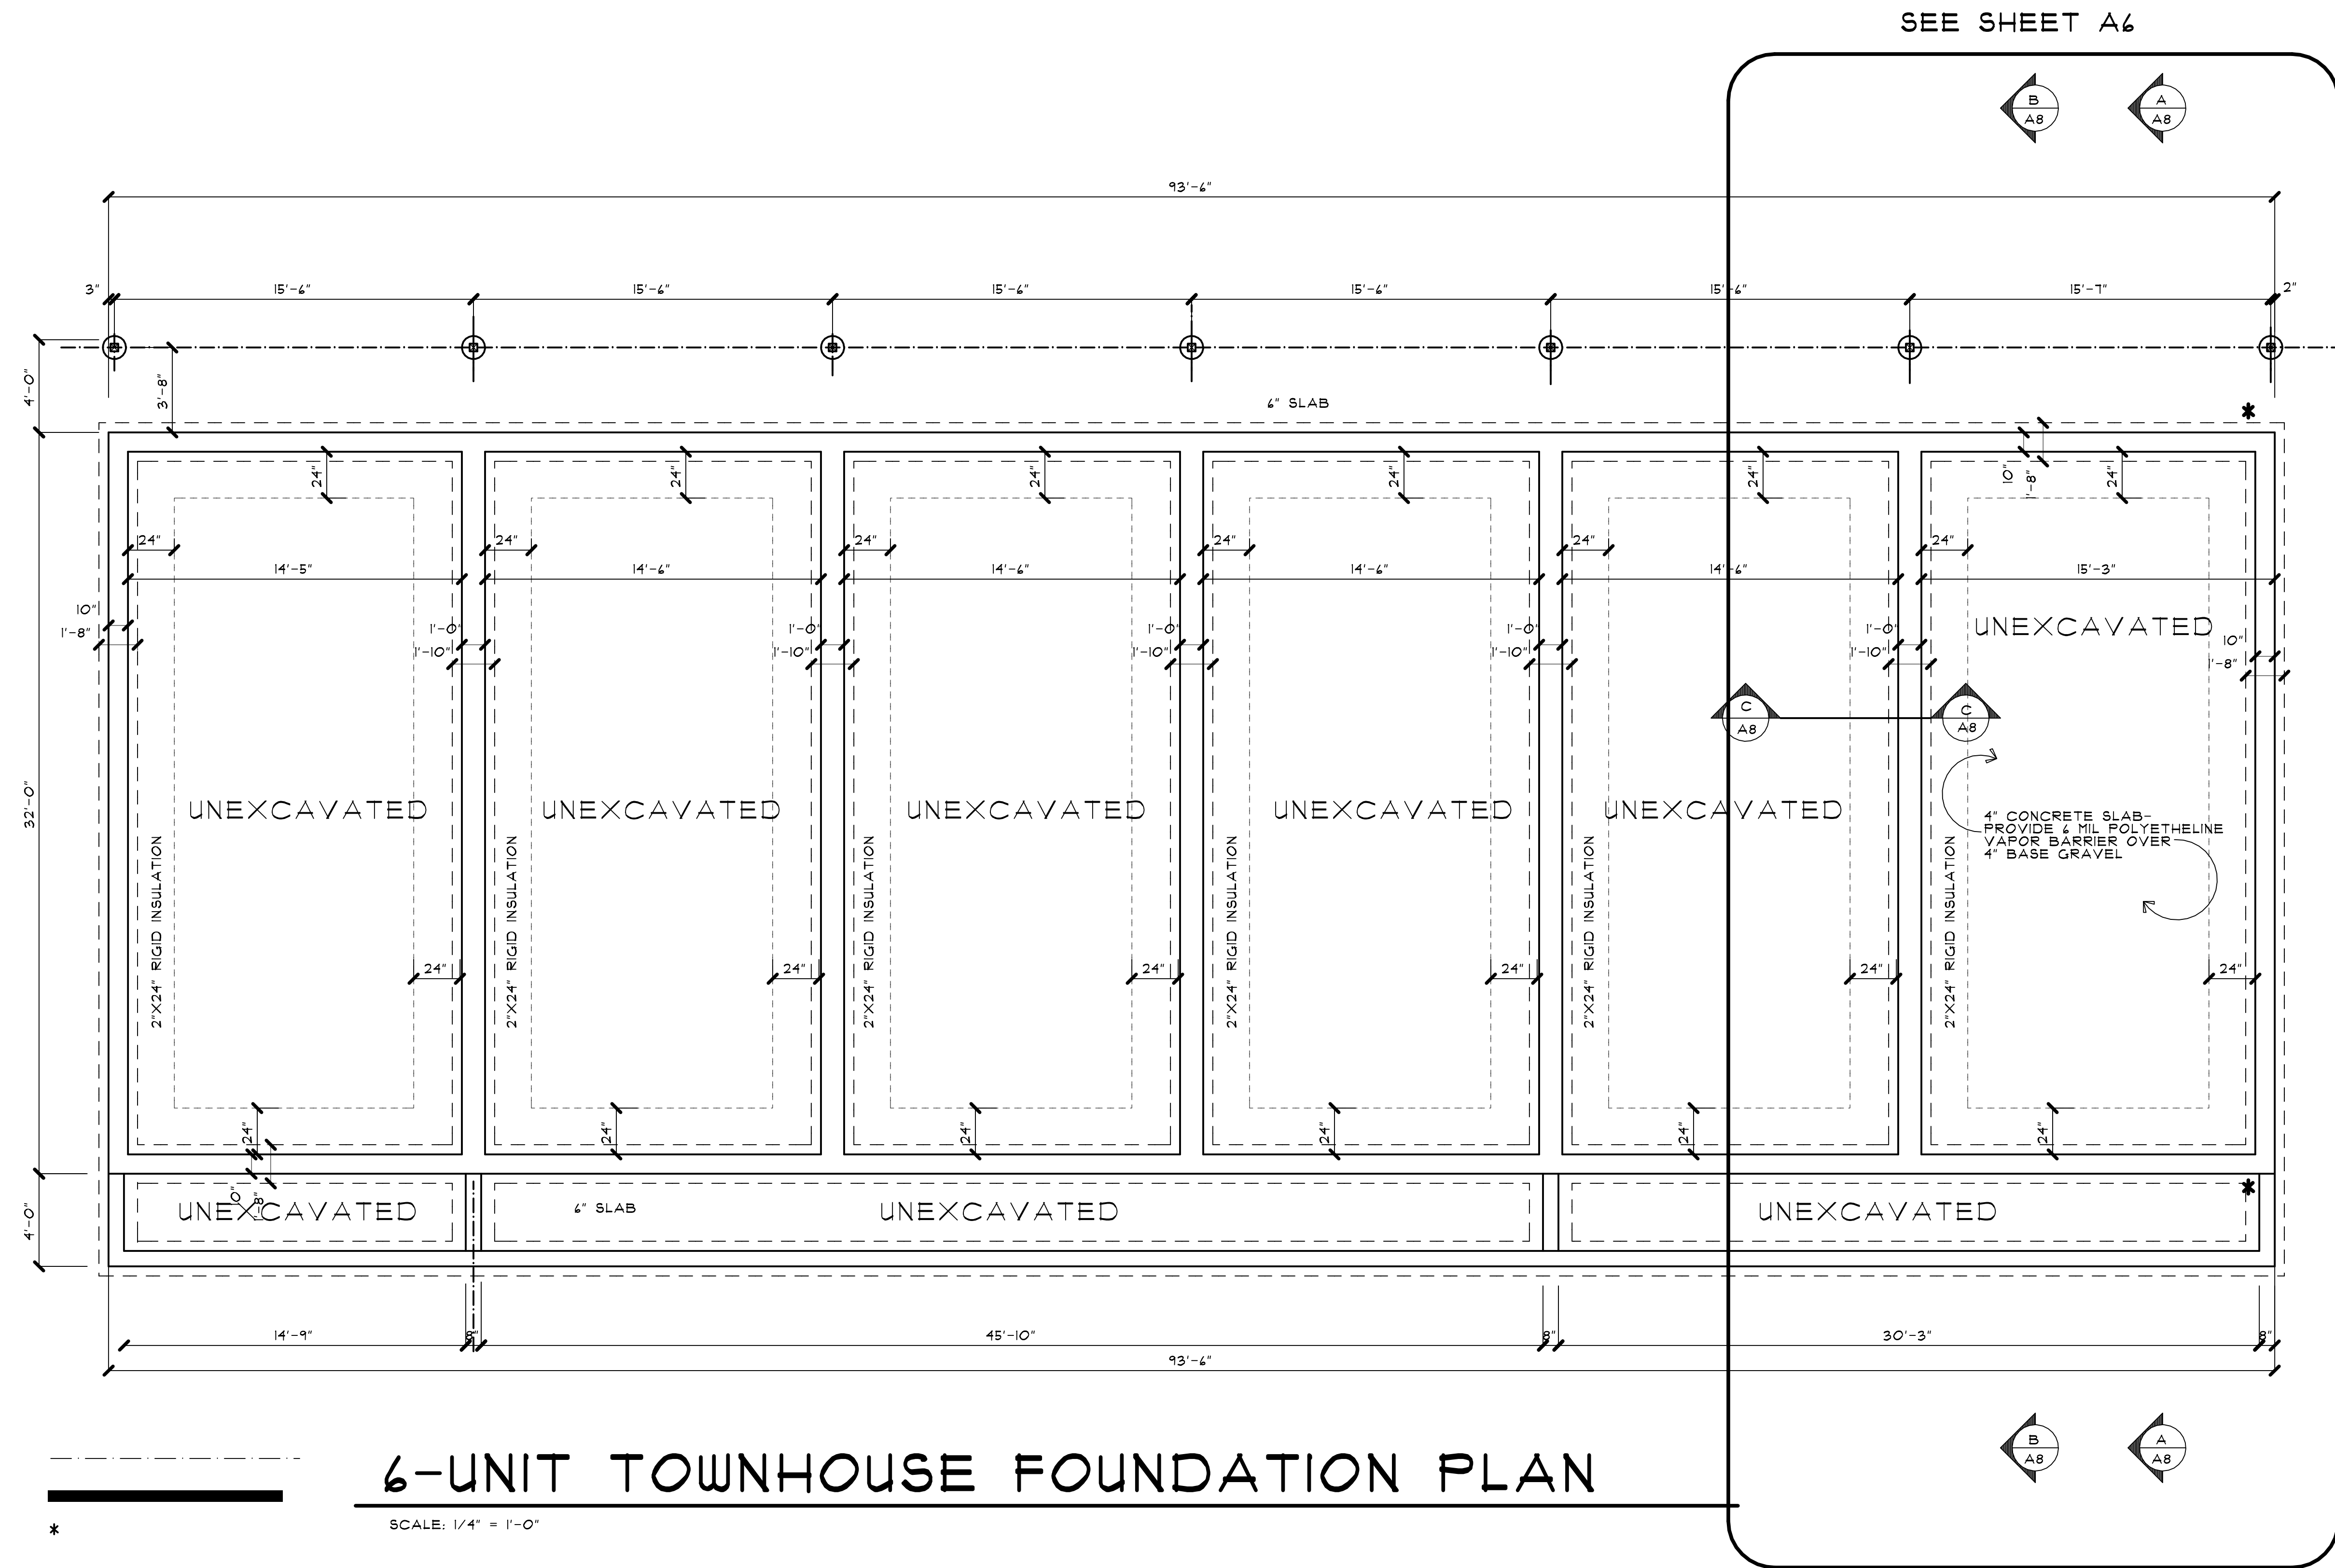 SEE SHEET A6
B
A8
A
A8
93'-6"
3"
15'-6"
15'-6"
15'-6"
15'-6"
15'-6"
15'-7"
2"
4'-0"
3'-8"
6" SLAB
*
24"
24"
24"
24"
24"
10"
1'-8"
24"
24"
24"
24"
24"
24"
24"
14'-5"
14'-6"
14'-6"
14'-6"
14'-6"
15'-3"
10"
1'-8"
1'-0"
1'-10"
1'-0"
1'-10"
1'-0"
1'-10"
1'-0"
1'-10"
1'-0"
1'-10"
UNEXCAVATED
10"
1'-8"
C
A8
C
A8
32'-0"
UNEXCAVATED
UNEXCAVATED
UNEXCAVATED
UNEXCAVATED
UNEXCAVATED
4" CONCRETE SLAB-
PROVIDE 6 MIL POLYETHELINE
VAPOR BARRIER OVER
4" BASE GRAVEL
2"X24" RIGID INSULATION
2"X24" RIGID INSULATION
2"X24" RIGID INSULATION
2"X24" RIGID INSULATION
2"X24" RIGID INSULATION
2"X24" RIGID INSULATION
24"
24"
24"
24"
24"
24"
24"
24"
24"
24"
24"
24"
10"
1'-8"
4'-0"
UNEXCAVATED
6" SLAB
UNEXCAVATED
UNEXCAVATED
*
14'-9"
8"
45'-10"
8"
30'-3"
8"
93'-6"
B
A8
A
A8
6-UNIT TOWNHOUSE FOUNDATION PLAN
SCALE: 1/4" = 1'-0"
*